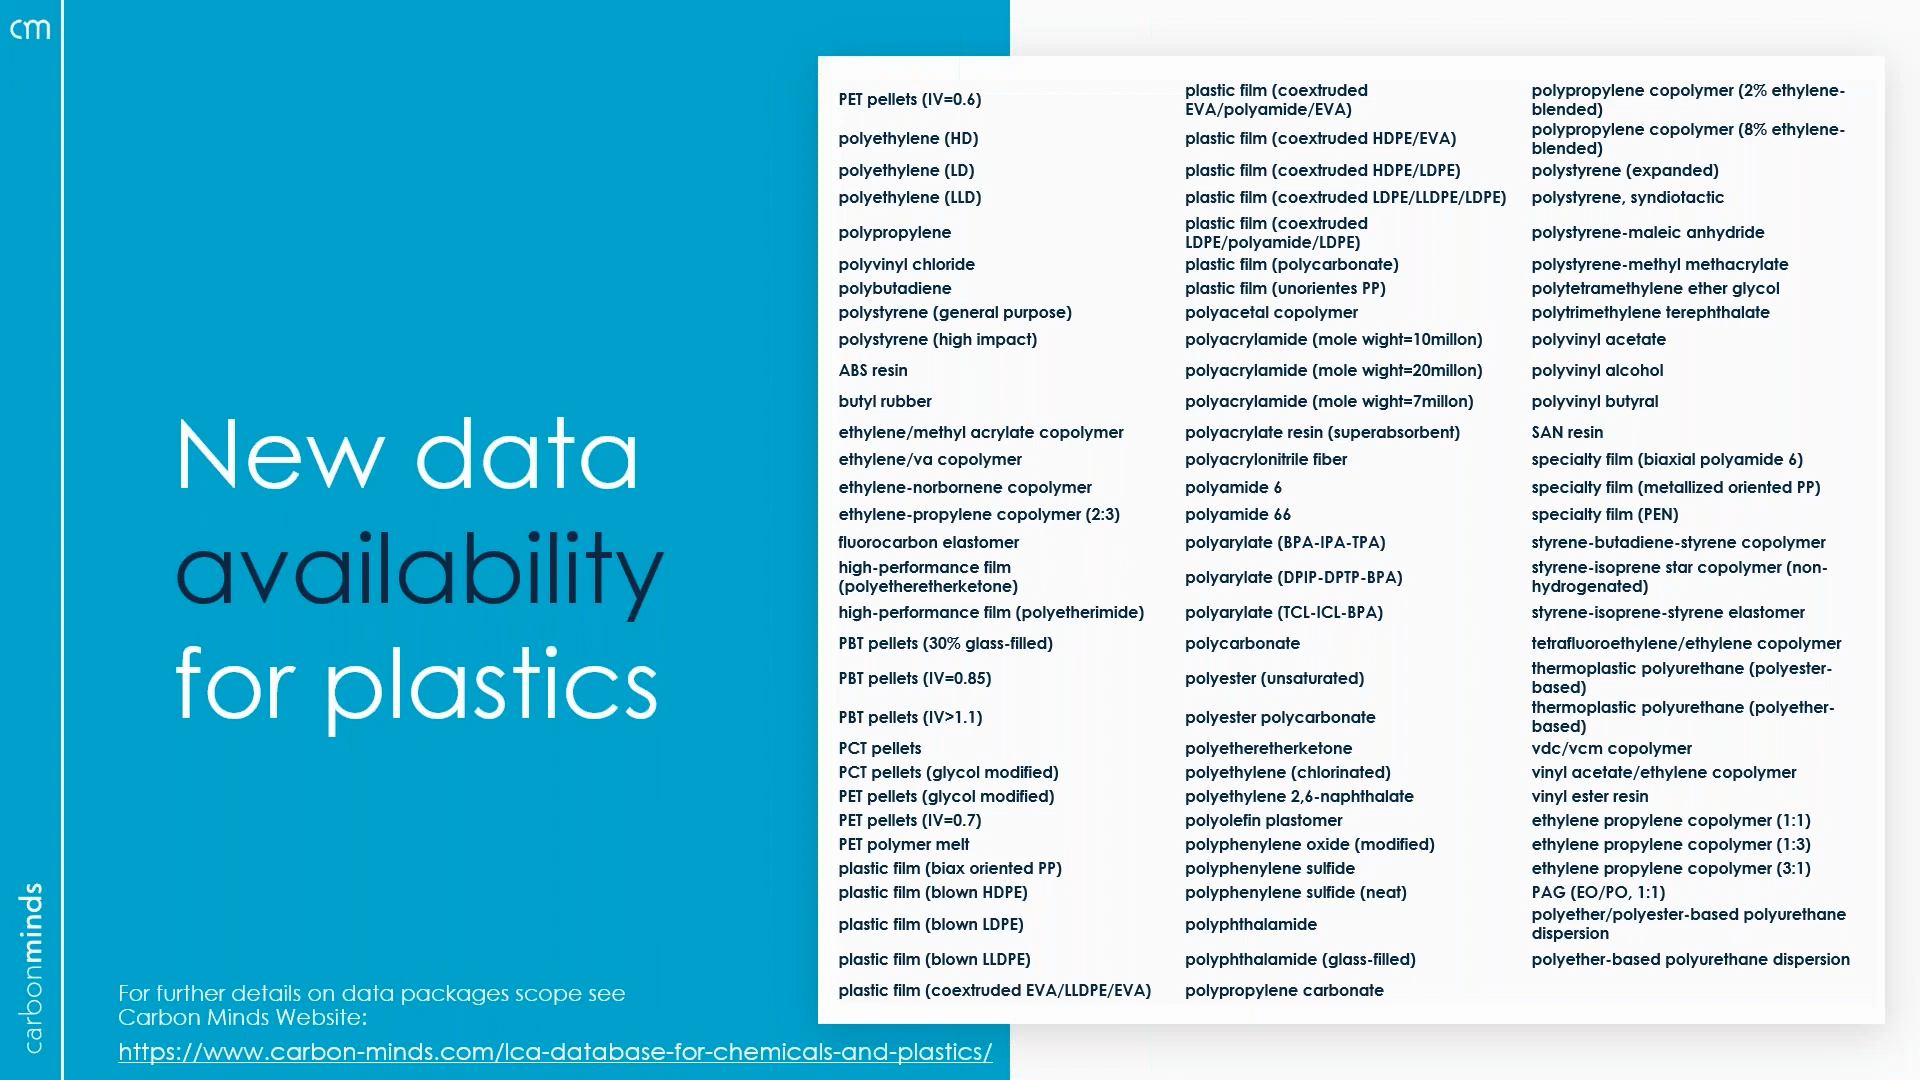 cm
New data
availability
for plastics
For further details on data packages scope see
Carbon Minds Website:
https://www.carbon-minds.com/lca-database-for-chemicals-and-plastics/
carbonminds
PET pellets (IV=0.6)
polyethylene (HD)
polyethylene (LD)
polyethylene (LLD)
polypropylene
polyvinyl chloride
polybutadiene
polystyrene (general purpose)
polystyrene (high impact)
ABS resin
butyl rubber
ethylene/methyl acrylate copolymer
ethylene/va copolymer
ethylene-norbornene copolymer
ethylene-propylene copolymer (2:3)
fluorocarbon elastomer
high-performance film
(polyetheretherketone)
high-performance film (polyetherimide)
PBT pellets (30% glass-filled)
PBT pellets (IV=0.85)
PBT pellets (IV>1.1)
PCT pellets
PCT pellets (glycol modified)
PET pellets (glycol modified)
PET pellets (IV=0.7)
PET polymer melt
plastic film (biax oriented PP)
plastic film (blown HDPE)
plastic film (blown LDPE)
plastic film (blown LLDPE)
plastic film (coextruded EVA/LLDPE/EVA)
plastic film (coextruded
EVA/polyamide/EVA)
plastic film (coextruded HDPE/EVA)
plastic film (coextruded HDPE/LDPE)
plastic film (coextruded LDPE/LLDPE/LDPE)
plastic film (coextruded
LDPE/polyamide/LDPE)
plastic film (polycarbonate)
plastic film (unorientes PP)
polyacetal copolymer
polyacrylamide (mole wight=10millon)
polyacrylamide (mole wight=20millon)
polyacrylamide (mole wight=7millon)
polyacrylate resin (superabsorbent)
polyacrylonitrile fiber
polyamide 6
polyamide 66
polyarylate (BPA-IPA-TPA)
polyarylate (DPIP-DPTP-BPA)
polyarylate (TCL-ICL-BPA)
polycarbonate
polyester (unsaturated)
polyester polycarbonate
polyetheretherketone
polyethylene (chlorinated)
polyethylene 2,6-naphthalate
polyolefin plastomer
polyphenylene oxide (modified)
polyphenylene sulfide
polyphenylene sulfide (neat)
polyphthalamide
polyphthalamide (glass-filled)
polypropylene carbonate
polypropylene copolymer (2% ethylene-
blended)
polypropylene copolymer (8% ethylene-
blended)
polystyrene (expanded)
polystyrene, syndiotactic
polystyrene-maleic anhydride
polystyrene-methyl methacrylate
polytetramethylene ether glycol
polytrimethylene terephthalate
polyvinyl acetate
polyvinyl alcohol
polyvinyl butyral
SAN resin
specialty film (biaxial polyamide 6)
specialty film (metallized oriented PP)
specialty film (PEN)
styrene-butadiene-styrene copolymer
styrene-isoprene star copolymer (non-
hydrogenated)
styrene-isoprene-styrene elastomer
tetrafluoroethylene/ethylene copolymer
thermoplastic polyurethane (polyester-
based)
thermoplastic polyurethane (polyether-
based)
vdc/vcm copolymer
vinyl acetate/ethylene copolymer
vinyl ester resin
ethylene propylene copolymer (1:1)
ethylene propylene copolymer (1:3)
ethylene propylene copolymer (3:1)
PAG (EO/PO, 1:1)
polyether/polyester-based polyurethane
dispersion
polyether-based polyurethane dispersion